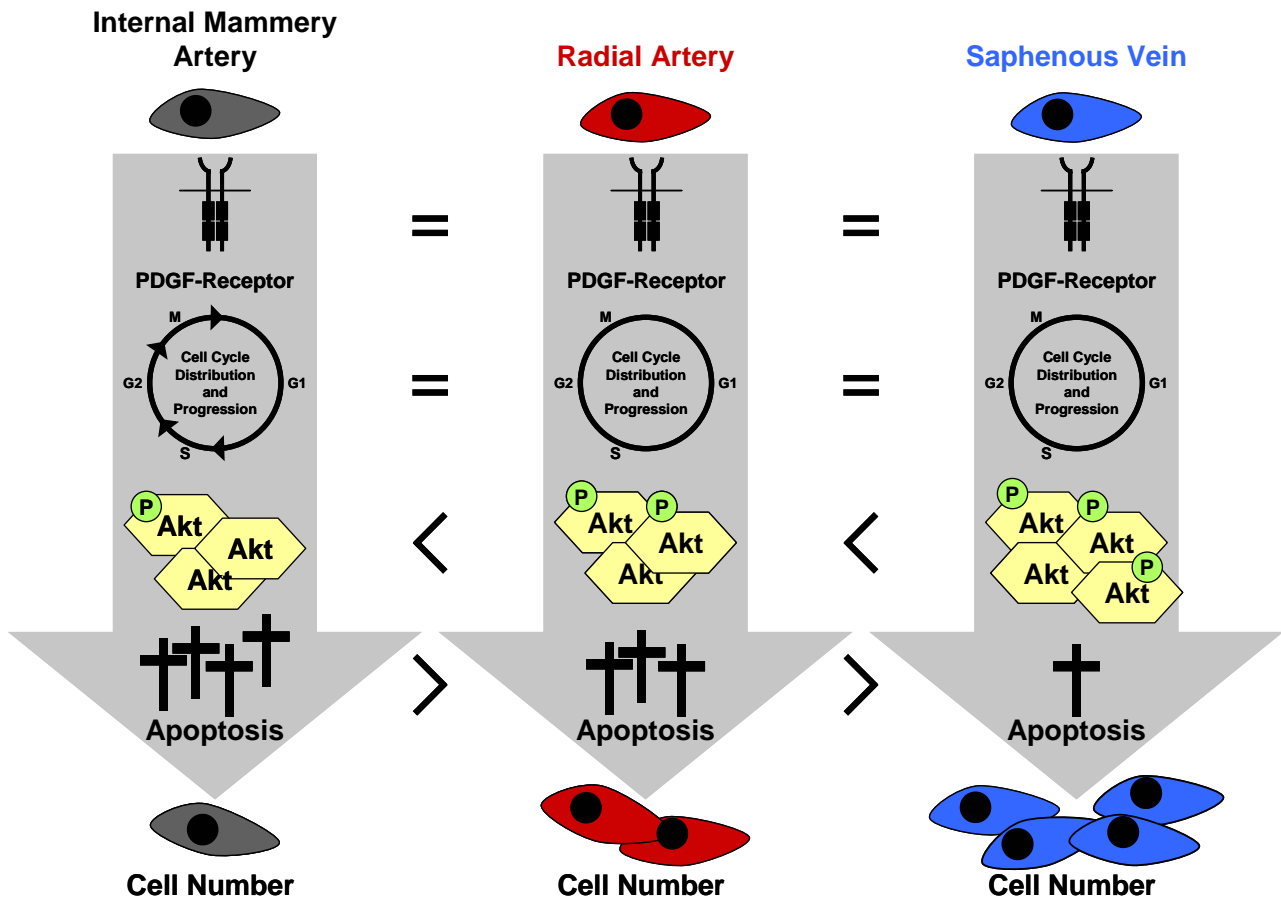 Internal Mammery
Artery
Radial Artery
Saphenous Vein
= =
PDGF-Receptor
PDGF-Receptor
PDGF-Receptor
M
Cell Cycle
G2 Distribution G1
and
Progression
S
=
M
Cell Cycle
G2 Distribution G1
and
Progression
S
=
M
Cell Cycle
G2 Distribution G1
and
Progression
S
P
Akt
Akt
Akt
<
P P
Akt
Akt
Akt
<
P P
Akt
Akt
Akt
P
Akt
> >
Apoptosis
Apoptosis
Apoptosis
Cell Number
Cell Number
Cell Number